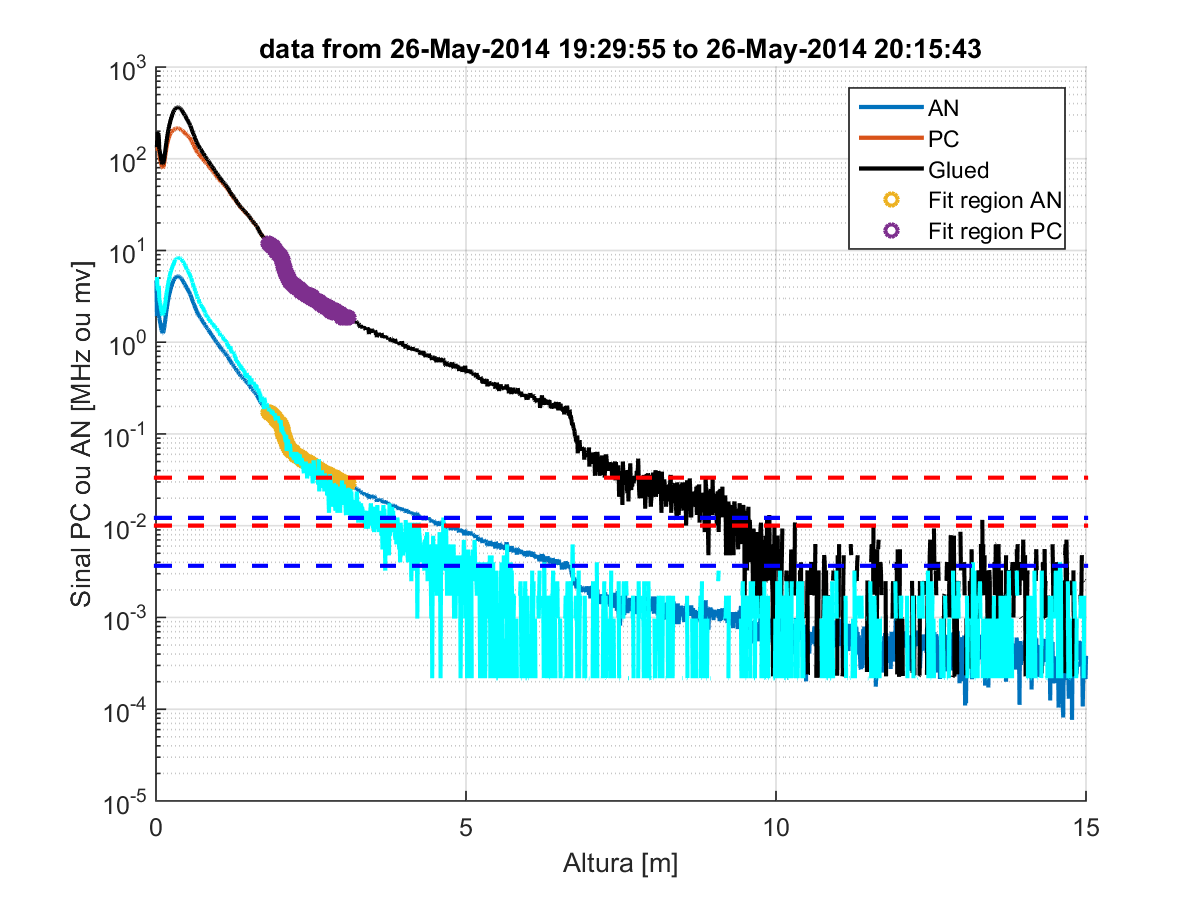 data from 26-May-2014 19:29:55 to 26-May-2014 20:15:43
10^3
10^2
10^1
10^0
10^-1
10^-2
10^-3
10^-4
10^-5
Sinal PC ou AN [MHz ou mv]
AN
PC
Glued
Fit region AN
Fit region PC
0
5
10
15
Altura [m]